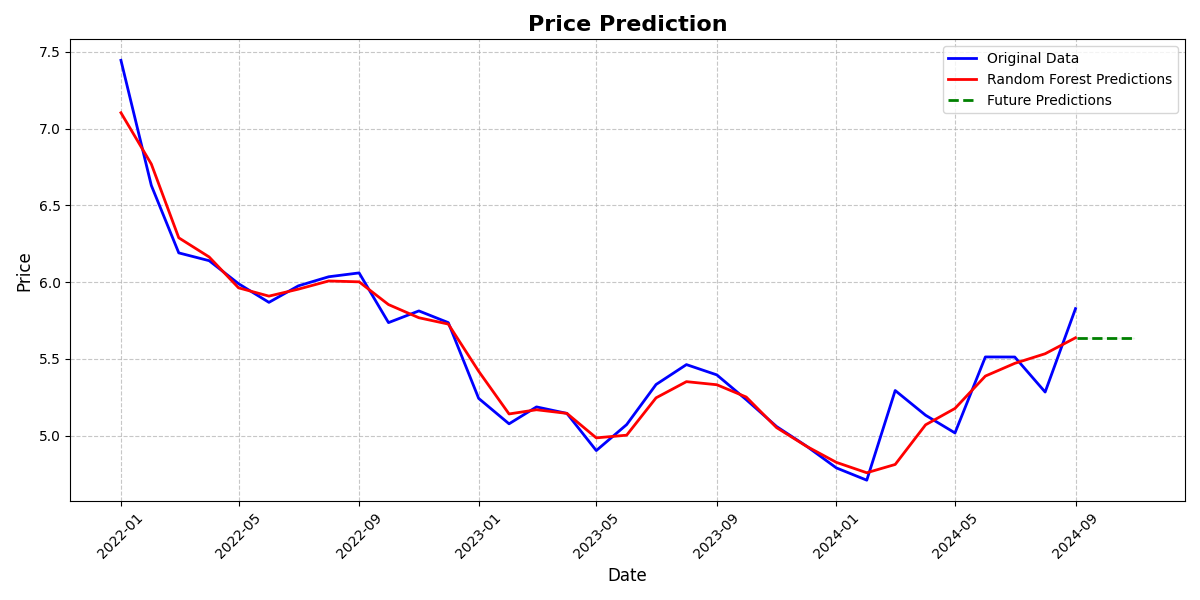 Price Prediction
Original Data
Random Forest Predictions
Future Predictions
7.5
7.0
6.5
6.0
5.5
5.0
Price
2022-01
2022-05
2022-09
2023-01
2023-05
2023-09
2024-01
2024-05
2024-09
Date